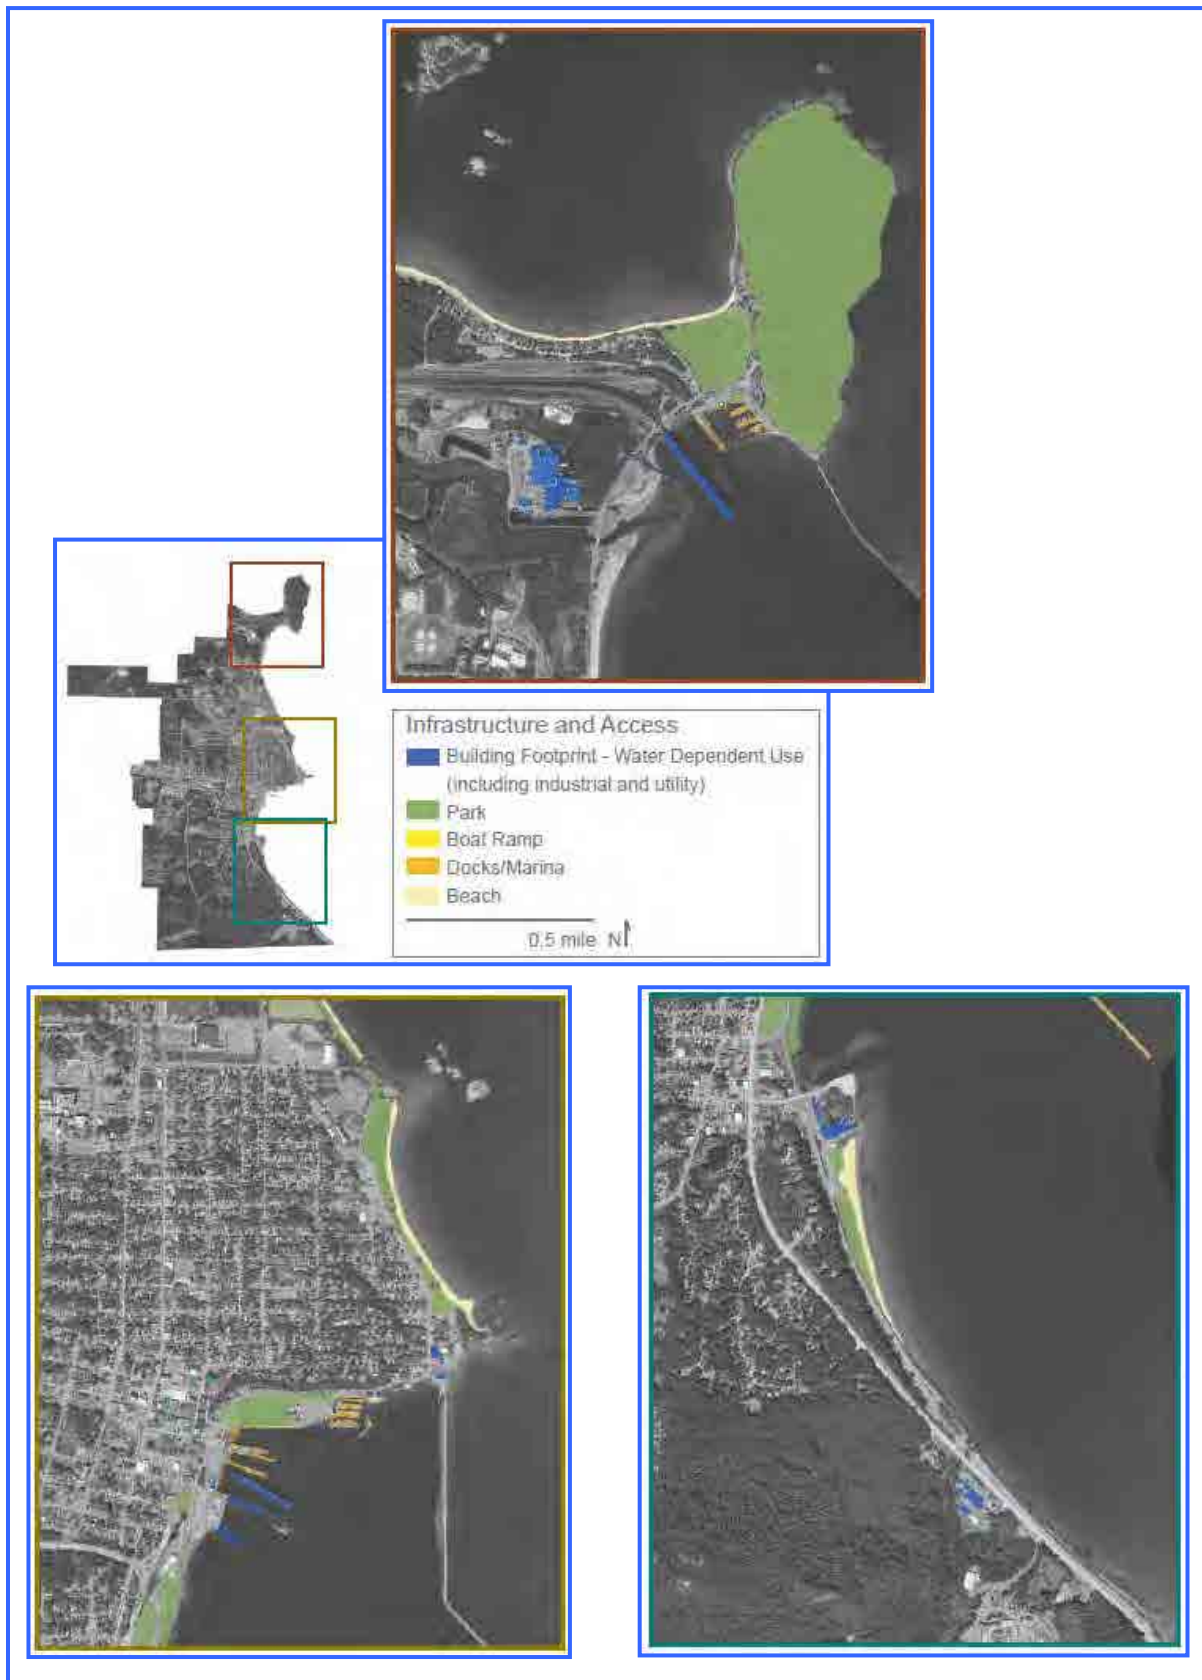 Infrastructure and Access
Building Footprint - Water Dependent Use
(including industrial and utility)
Park
Boat Ramp
Docks/Marina
Beach
0.5 mile N